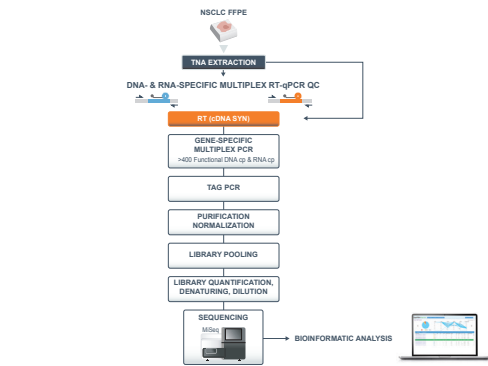 NSCLC FFPE
TNA EXTRACTION
DNA- & RNA-SPECIFIC MULTIPLEX RT-qPCR QC
RT (cDNA SYN)
GENE-SPECIFIC
MULTIPLEX PCR
>400 Functional DNA cp & RNA cp
TAG PCR
PURIFICATION
NORMALIZATION
LIBRARY POOLING
LIBRARY QUANTIFICATION,
DENATURING, DILUTION
SEQUENCING
MiSeq
BIOINFORMATIC ANALYSIS